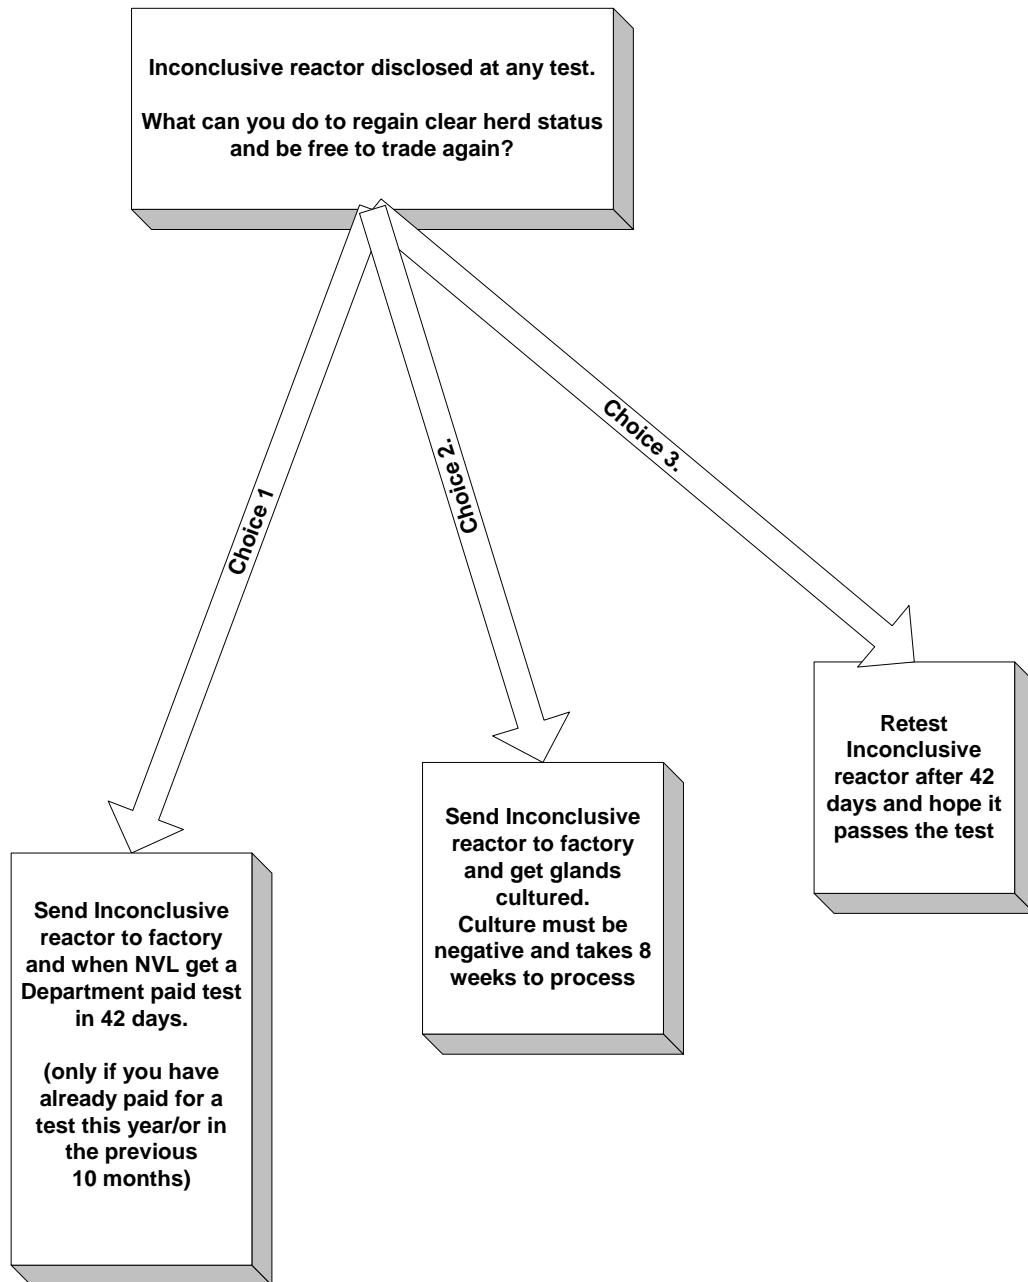 Inconclusive reactor disclosed at any test.
What can you do to regain clear herd status
and be free to trade again?
Choice 1
Choice 2.
Choice 3.
Send Inconclusive
reactor to factory
and when NVL get a
Department paid test
in 42 days.
(only if you have
already paid for a
test this year/or in
the previous
10 months)
Send Inconclusive
reactor to factory
and get glands
cultured.
Culture must be
negative and takes 8
weeks to process
Retest
Inconclusive
reactor after 42
days and hope it
passes the test